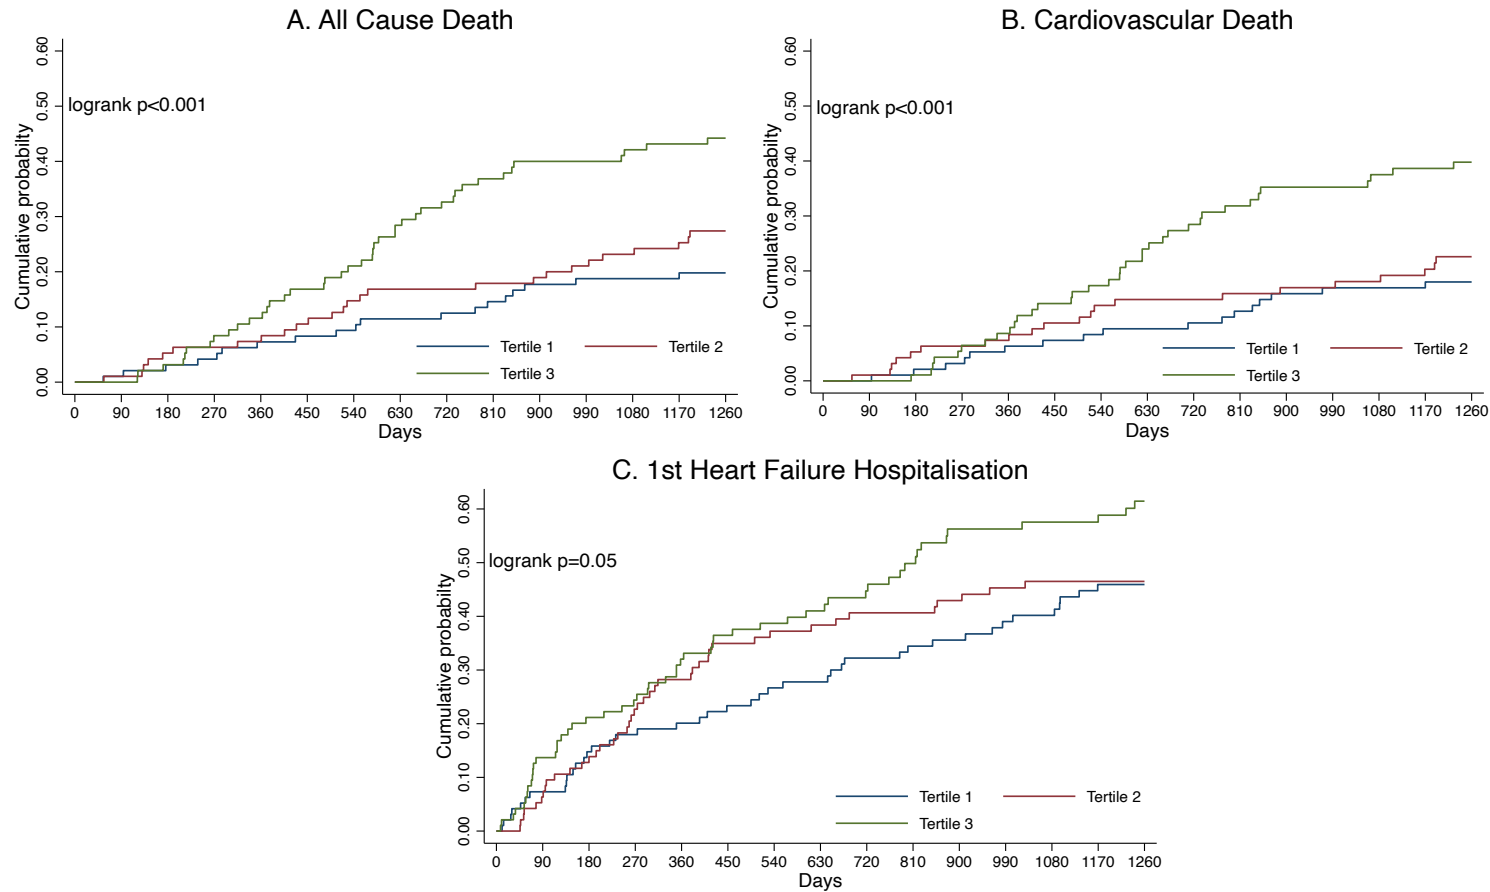 A. All Cause Death
logrank p<0.001
Cumulative probabilty
0.00 0.10 0.20 0.30 0.40 0.50 0.60
Tertile 1 Tertile 2
Tertile 3
0 90 180 270 360 450 540 630 720 810 900 990 1080 1170 1260
Days
B. Cardiovascular Death
logrank p<0.001
Cumulative probabilty
0.00 0.10 0.20 0.30 0.40 0.50 0.60
Tertile 1 Tertile 2
Tertile 3
0 90 180 270 360 450 540 630 720 810 900 990 1080 1170 1260
Days
C. 1st Heart Failure Hospitalisation
logrank p=0.05
Cumulative probabilty
0.00 0.10 0.20 0.30 0.40 0.50 0.60
Tertile 1 Tertile 2
Tertile 3
0 90 180 270 360 450 540 630 720 810 900 990 1080 1170 1260
Days